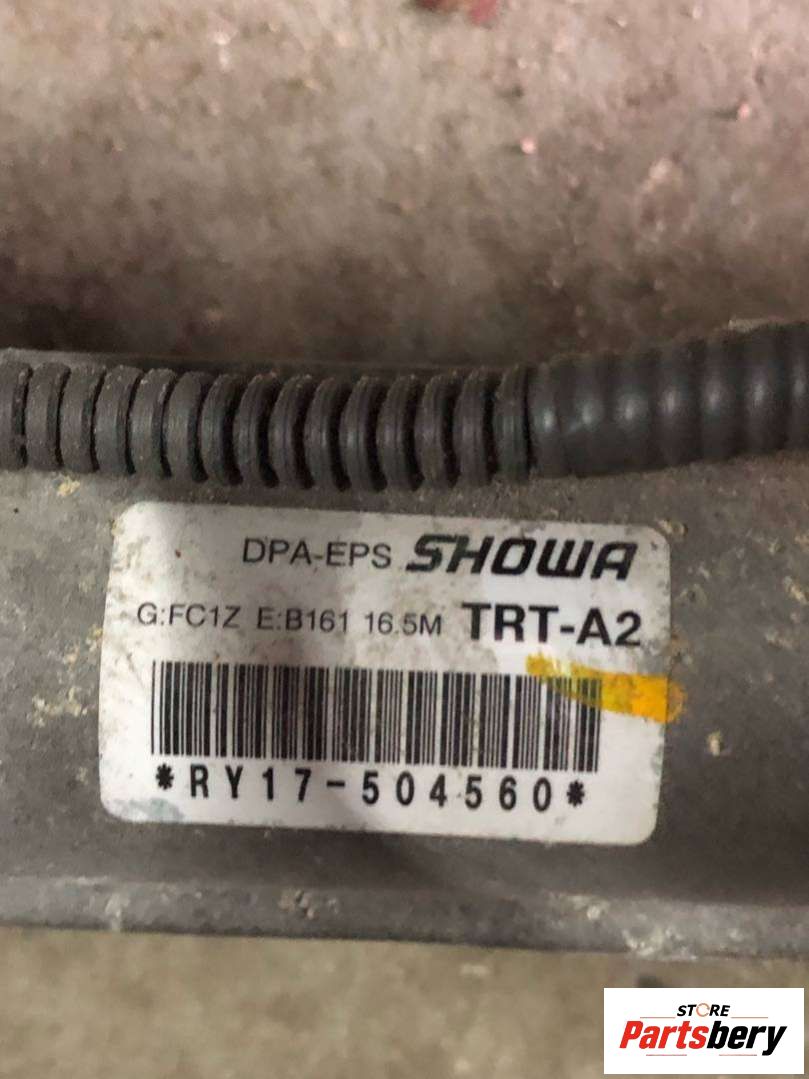 DPA-EPS SHOWA
G:FC1Z E:B161 16.5M TRT-A2
*RY17-504560*
STORE
Partsbery